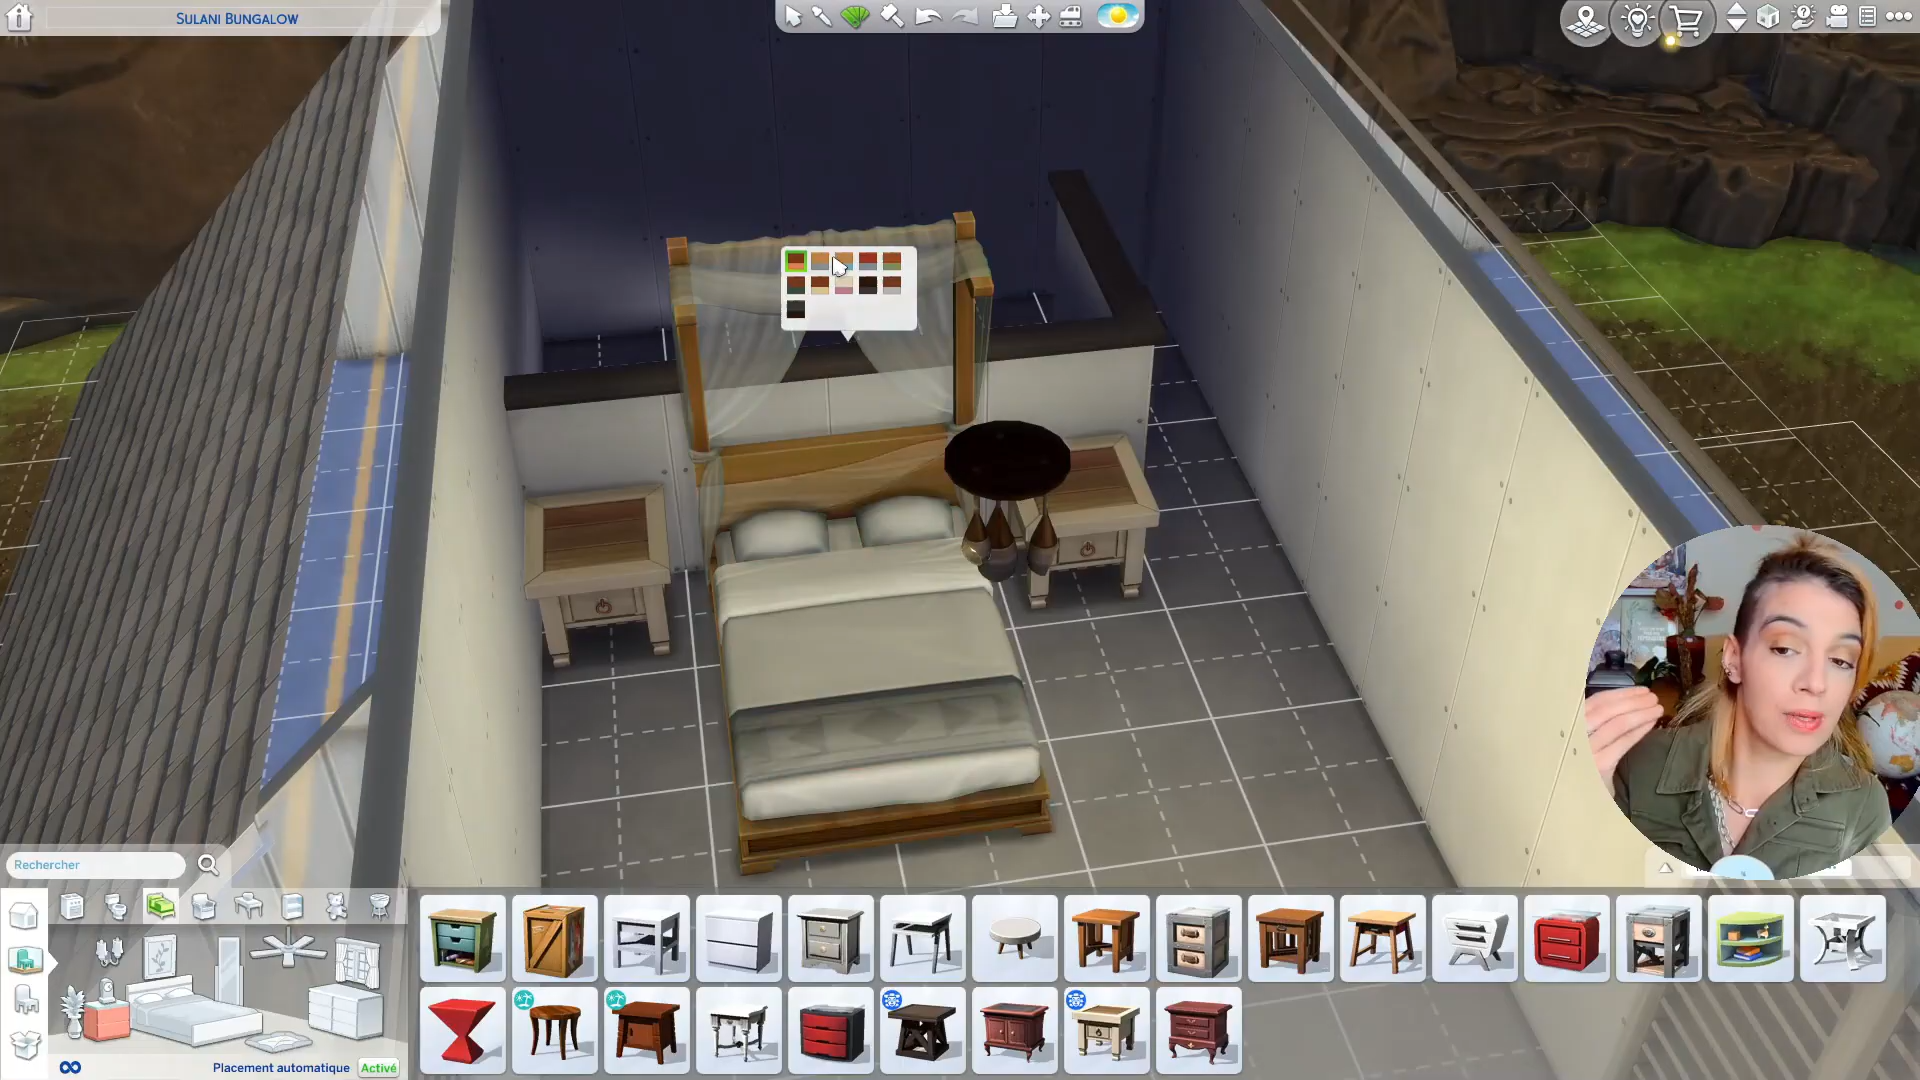 Sulani Bungalow
Rechercher
Placement automatique Activé